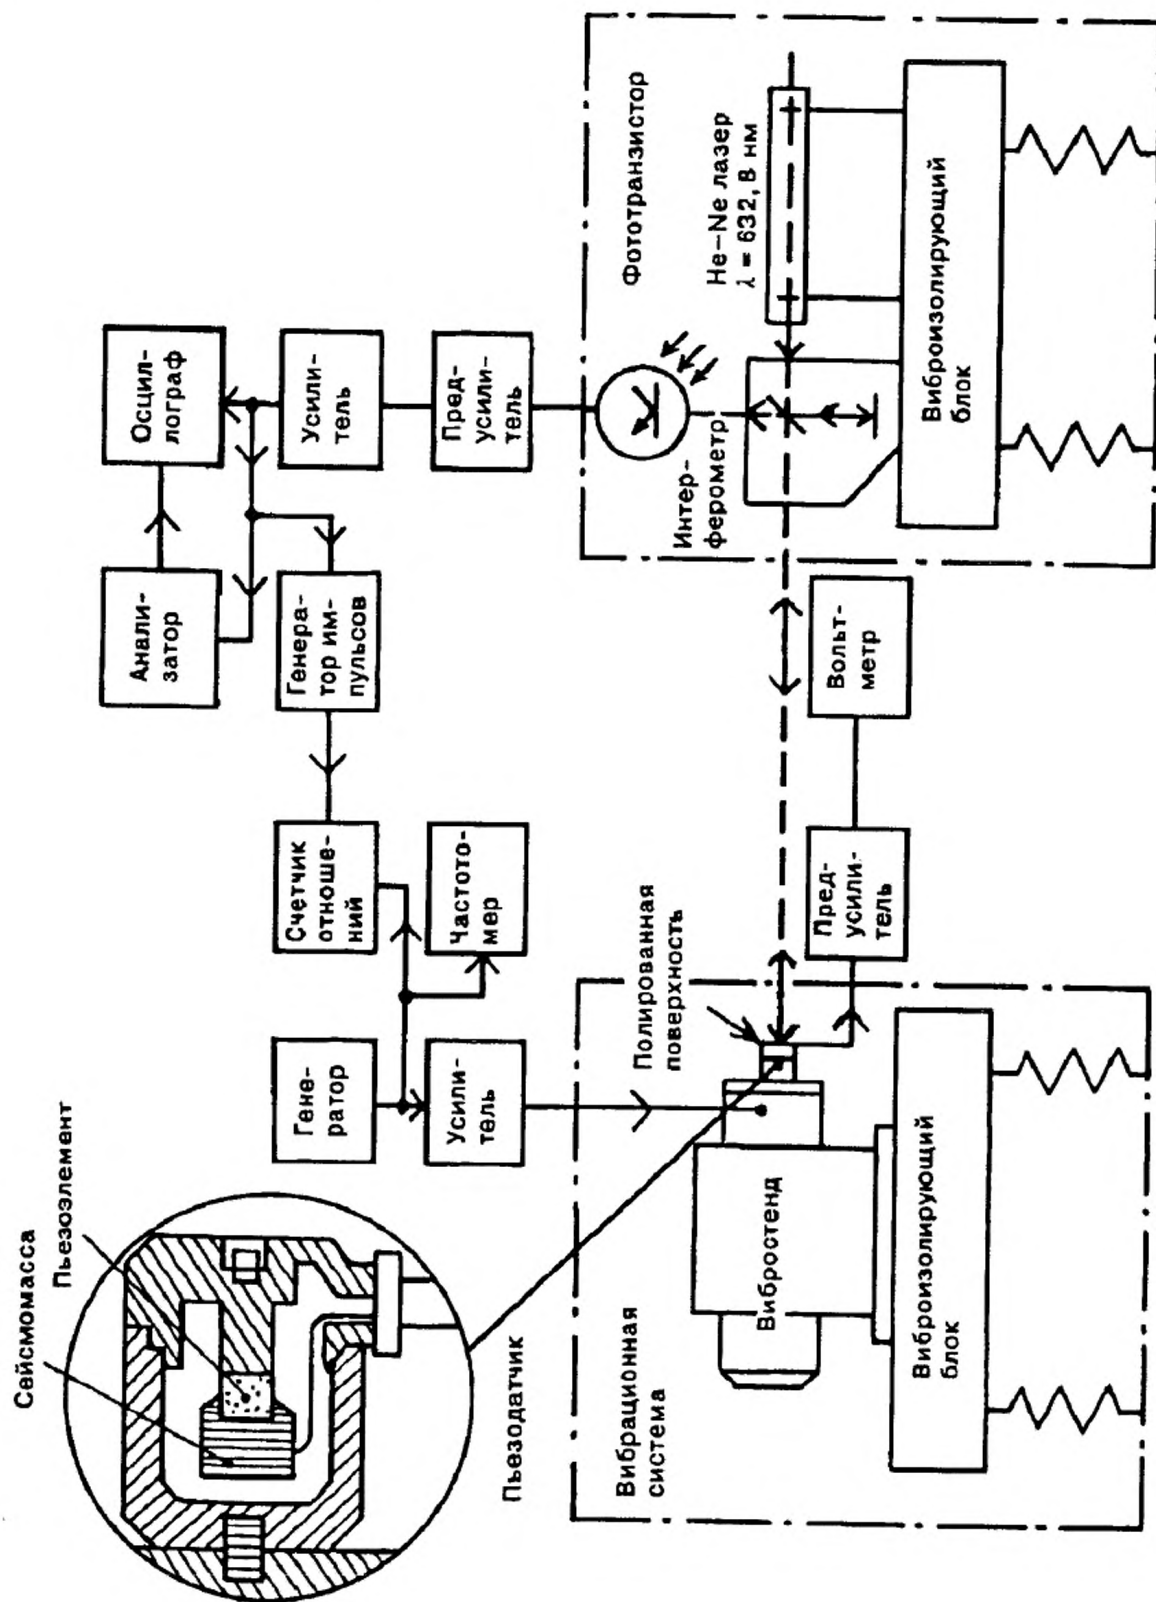 Сейсмомасса
Пьезоэлемент
Пьезодатчик
Гене-
ратор
Усили-
тель
Счетчик
отноше-
ний
Частото-
мер
Анали-
затор
Генера-
тор им-
пульсов
Осцил-
лограф
Усили-
тель
Пред-
усили-
тель
Вибрационная
система
Вибростенд
Виброизолирующий
блок
Полированная
поверхность
Пред-
усили-
тель
Вольт-
метр
Интер-
ферометр
Фототранзистор
He–Ne лазер
λ = 632, 8 нм
Виброизолирующий
блок